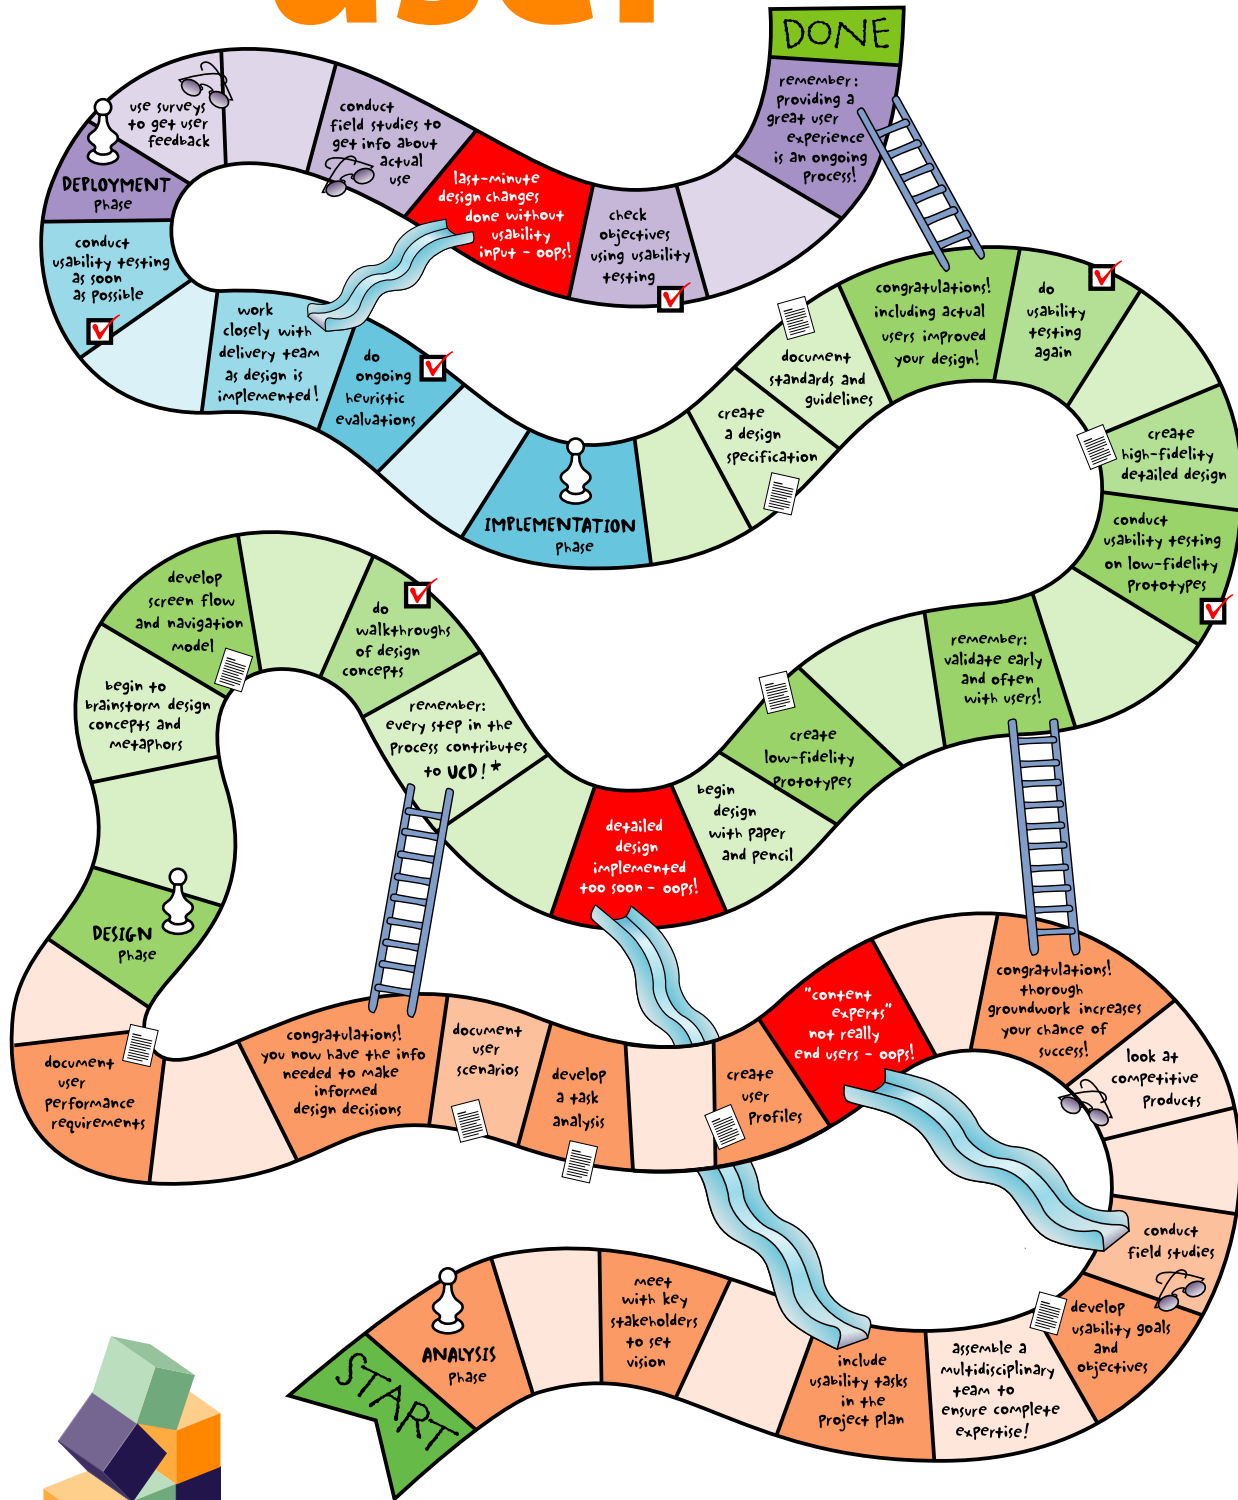 user
DONE
remember:
providing a
great user
experience
is an ongoing
process!
use surveys
to get user
feedback
conduct
field studies to
get info about
actual
use
last-minute
design changes
done without
usability
input - oops!
check
objectives
using usability
testing
DEPLOYMENT
phase
conduct
usability testing
as soon
as possible
work
closely with
delivery team
as design is
implemented!
do
ongoing
heuristic
evaluations
IMPLEMENTATION
phase
create
a design
specification
document
standards and
guidelines
congratulations!
including actual
users improved
your design!
do
usability
testing
again
create
high-fidelity
detailed design
conduct
usability testing
on low-fidelity
prototypes
remember:
validate early
and often
with users!
create
low-fidelity
prototypes
begin
design
with paper
and pencil
detailed
design
implemented
too soon - oops!
remember:
every step in the
process contributes
to UCD!*
do
walkthroughs
of design
concepts
develop
screen flow
and navigation
model
begin to
brainstorm design
concepts and
metaphors
DESIGN
phase
document
user
performance
requirements
congratulations!
you now have the info
needed to make
informed
design decisions
document
user
scenarios
develop
a task
analysis
create
user
profiles
"content
experts"
not really
end users - oops!
congratulations!
thorough
groundwork increases
your chance of
success!
look at
competitive
products
conduct
field studies
develop
usability goals
and
objectives
assemble a
multidisciplinary
team to
ensure complete
expertise!
include
usability tasks
in the
project plan
meet
with key
stakeholders
to set
vision
ANALYSIS
phase
START